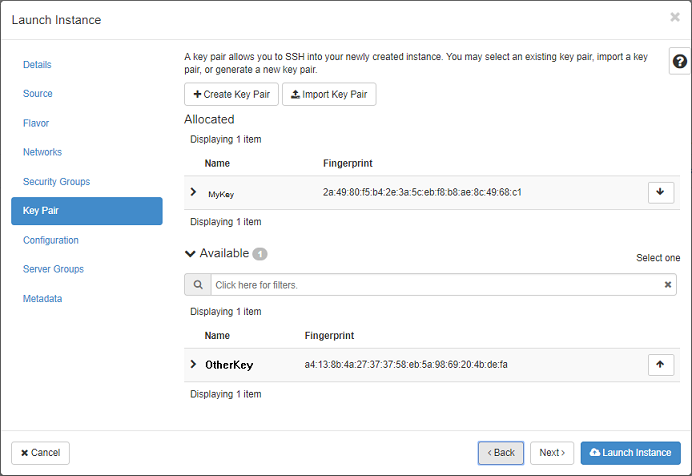 Launch Instance
×
Details
Source
Flavor
Networks
Security Groups
Key Pair
Configuration
Server Groups
Metadata
A key pair allows you to SSH into your newly created instance. You may select an existing key pair, import a key
pair, or generate a new key pair.
?
+ Create Key Pair
Import Key Pair
Allocated
Displaying 1 item
Name Fingerprint
MyKey 2a:49:80:f5:b4:2e:3a:5c:eb:f8:b8:ae:8c:49:68:c1
Displaying 1 item
Available 1
Select one
Click here for filters.
Displaying 1 item
Name Fingerprint
OtherKey a4:13:8b:4a:27:37:37:58:eb:5a:98:69:20:4b:de:fa
Displaying 1 item
× Cancel
‹ Back
Next ›
Launch Instance